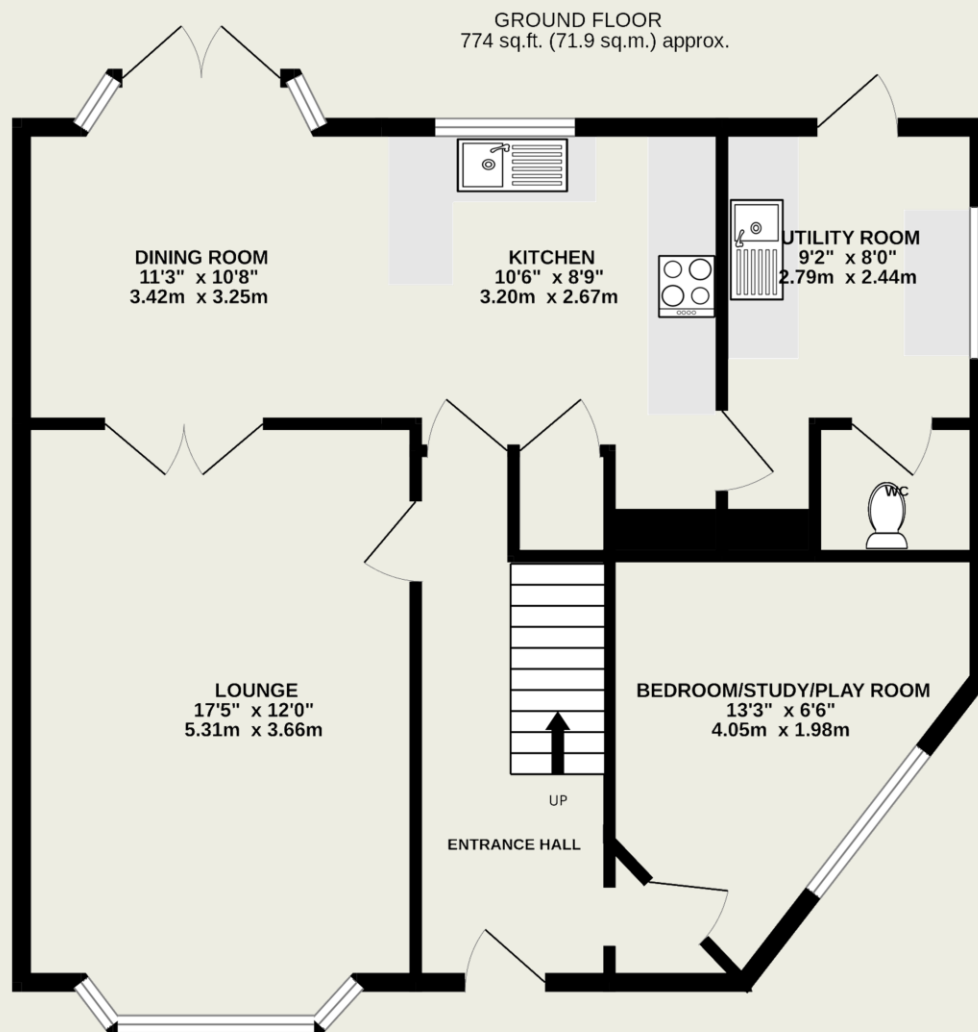 GROUND FLOOR
774 sq.ft. (71.9 sq.m.) approx.
DINING ROOM
11'3" x 10'8"
3.42m x 3.25m
KITCHEN
10'6" x 8'9"
3.20m x 2.67m
UTILITY ROOM
9'2" x 8'0"
2.79m x 2.44m
WC
LOUNGE
17'5" x 12'0"
5.31m x 3.66m
BEDROOM/STUDY/PLAY ROOM
13'3" x 6'6"
4.05m x 1.98m
UP
ENTRANCE HALL